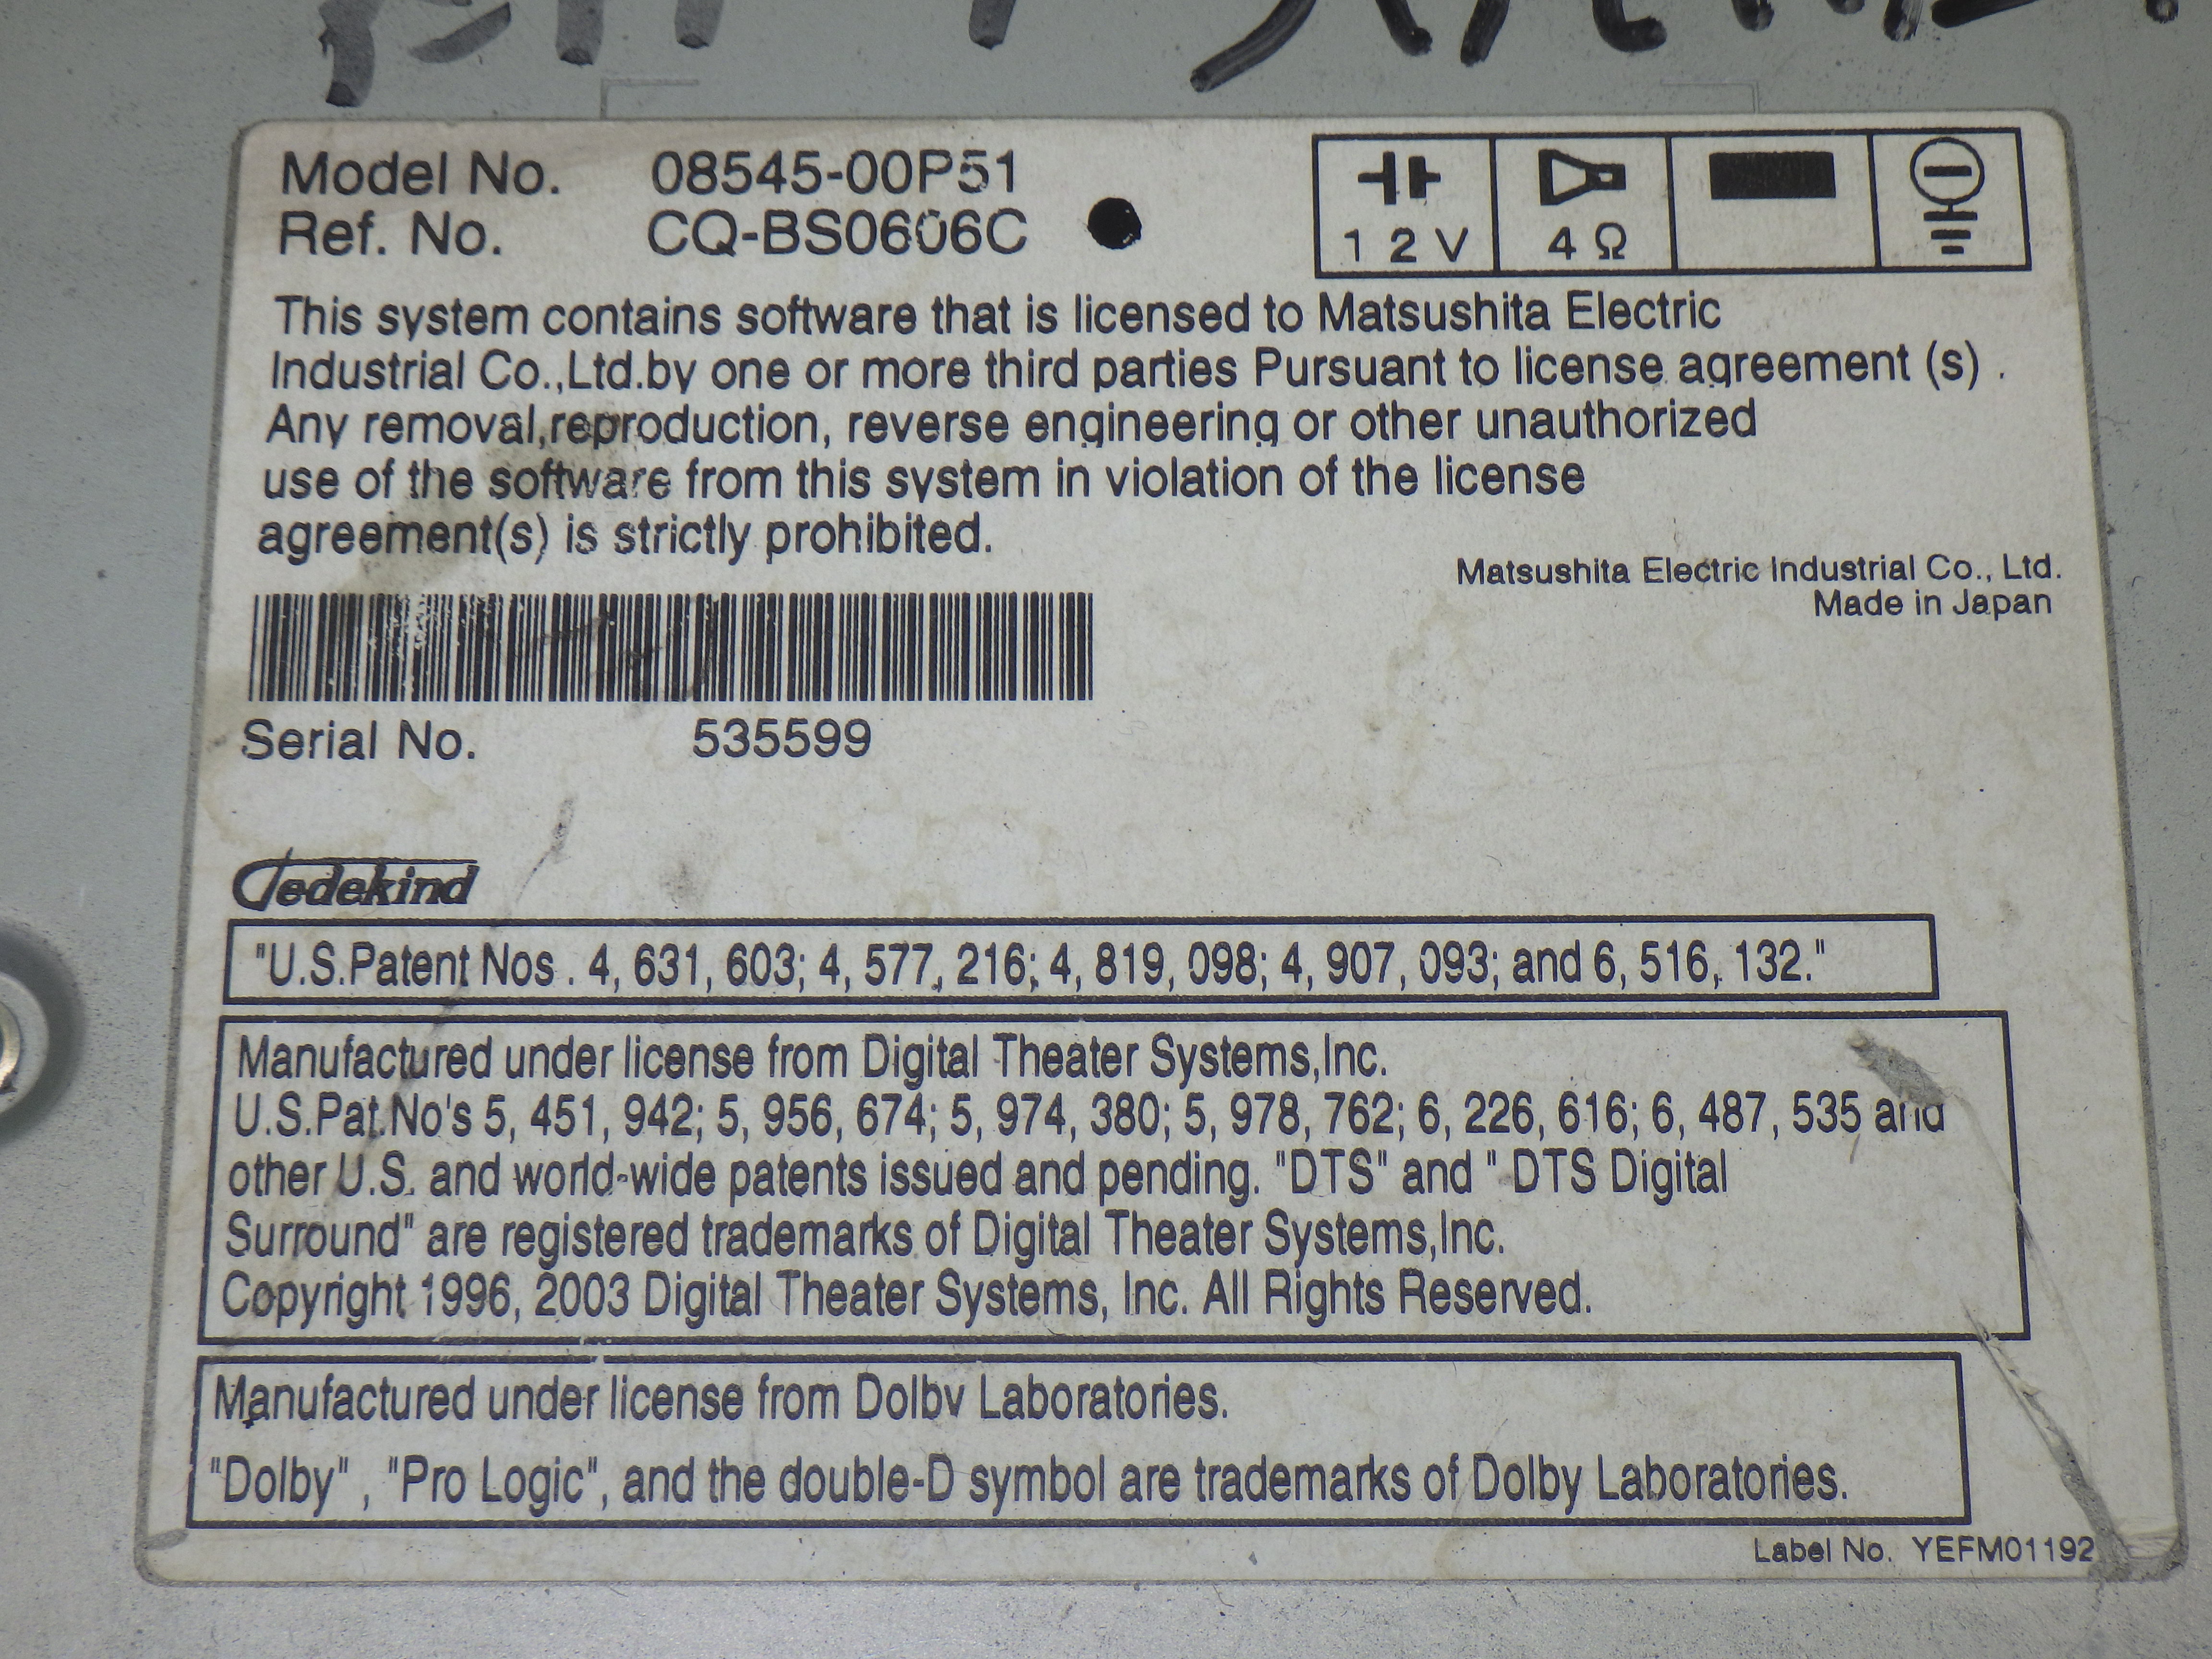 Model No. 08545-00P51
Ref. No. CQ-BS0606C
12V
4Ω
This system contains software that is licensed to Matsushita Electric
Industrial Co.,Ltd.by one or more third parties Pursuant to license agreement (s) .
Any removal,reproduction, reverse engineering or other unauthorized
use of the software from this system in violation of the license
agreement(s) is strictly prohibited.
Matsushita Electric Industrial Co., Ltd.
Made in Japan
Serial No. 535599
Dedekind
"U.S.Patent Nos . 4, 631, 603; 4, 577, 216; 4, 819, 098; 4, 907, 093; and 6, 516, 132."
Manufactured under license from Digital Theater Systems,Inc.
U.S.Pat.No's 5, 451, 942; 5, 956, 674; 5, 974, 380; 5, 978, 762; 6, 226, 616; 6, 487, 535 and
other U.S. and world-wide patents issued and pending. "DTS" and " DTS Digital
Surround" are registered trademarks of Digital Theater Systems,Inc.
Copyright 1996, 2003 Digital Theater Systems, Inc. All Rights Reserved.
Manufactured under license from Dolby Laboratories.
"Dolby" , "Pro Logic", and the double-D symbol are trademarks of Dolby Laboratories.
Label No. YEFM01192